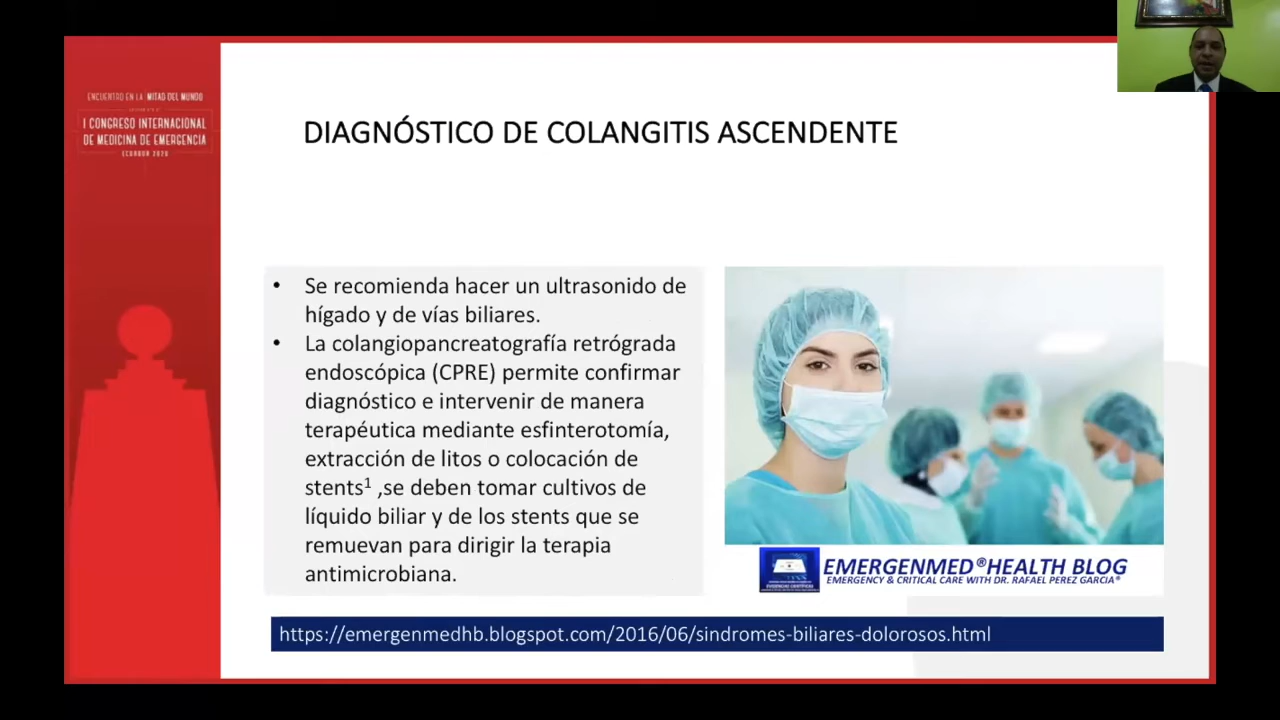 ENCUENTRO EN LA MITAD DEL MUNDO
I CONGRESO INTERNACIONAL
DE MEDICINA DE EMERGENCIA
ECUADOR 2020
DIAGNÓSTICO DE COLANGITIS ASCENDENTE
• Se recomienda hacer un ultrasonido de
hígado y de vías biliares.
• La colangiopancreatografía retrógrada
endoscópica (CPRE) permite confirmar
diagnóstico e intervenir de manera
terapéutica mediante esfinterotomía,
extracción de litos o colocación de
stents¹ ,se deben tomar cultivos de
líquido biliar y de los stents que se
remuevan para dirigir la terapia
antimicrobiana.
EMERGENMED®HEALTH BLOG
EMERGENCY & CRITICAL CARE WITH DR. RAFAEL PEREZ GARCIA®
https://emergenmedhb.blogspot.com/2016/06/sindromes-biliares-dolorosos.html